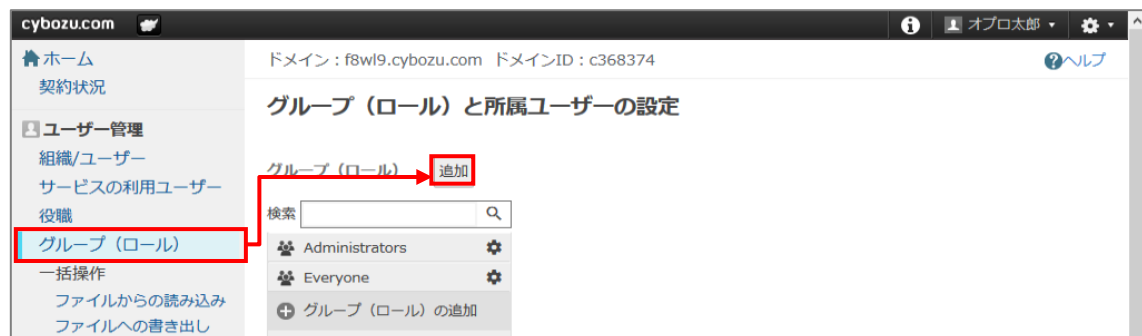 cybozu.com
オプロ太郎
ホーム
契約状況
ユーザー管理
組織/ユーザー
サービスの利用ユーザー
役職
グループ（ロール）
一括操作
ファイルからの読み込み
ファイルへの書き出し
ドメイン：f8wl9.cybozu.com ドメインID：c368374
ヘルプ
グループ（ロール）と所属ユーザーの設定
グループ（ロール） 追加
検索
Administrators
Everyone
グループ（ロール）の追加